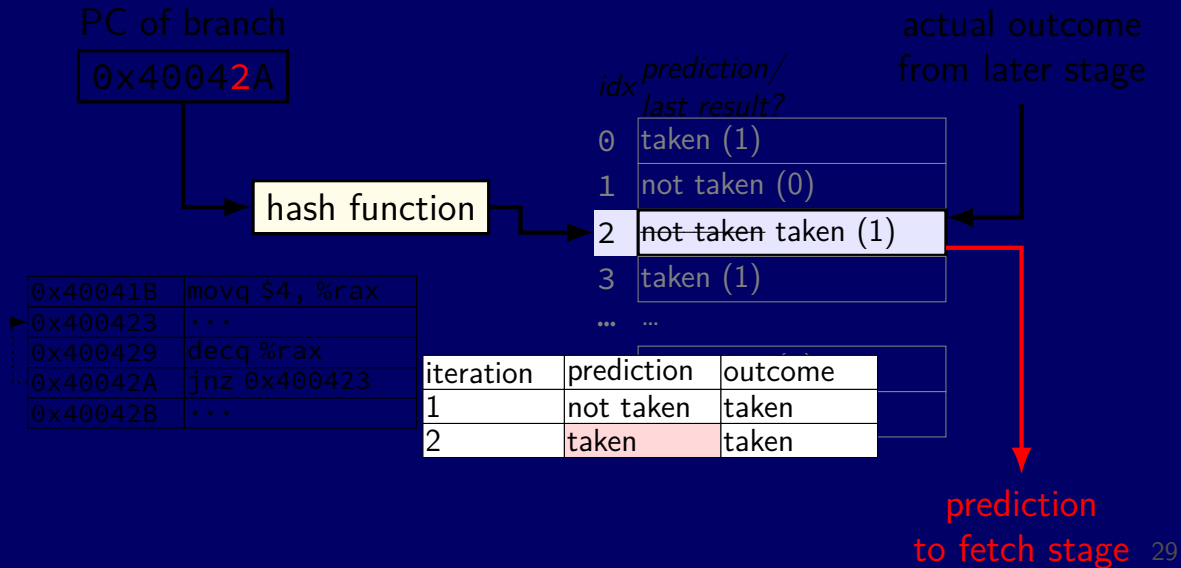 PC of branch
0x40042A
hash function
idx
prediction/
last result?
0 taken (1)
1 not taken (0)
2 not taken taken (1)
3 taken (1)
... ...
actual outcome
from later stage
0x40041B movq $4, %rax
0x400423 ...
0x400429 decq %rax
0x40042A jnz 0x400423
0x40042B ...
iteration prediction outcome
1 not taken taken
2 taken taken
prediction
to fetch stage
29